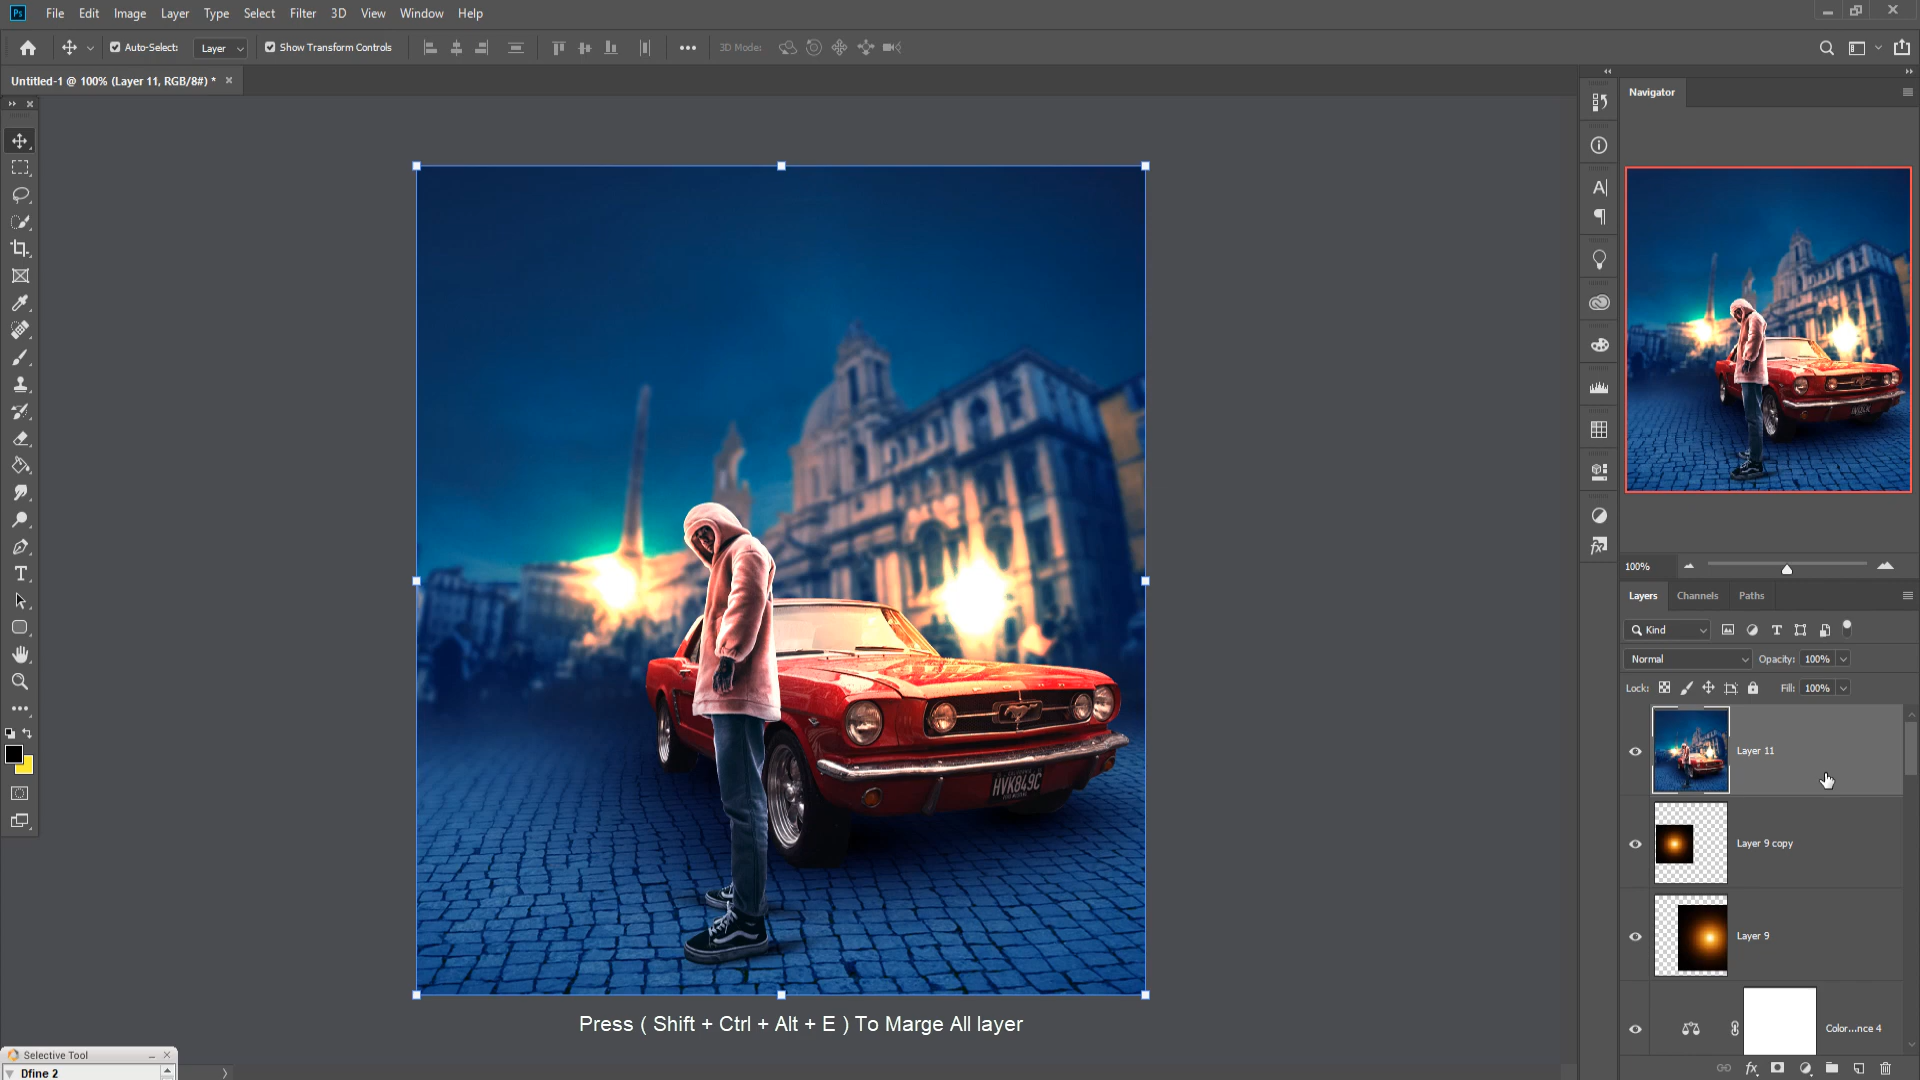 Ps File Edit Image Layer Type Select Filter 3D View Window Help
Auto-Select: Layer Show Transform Controls 3D Mode:
Untitled-1 @ 100% (Layer 11, RGB/8#) *
Navigator
HVK849C
100%
Layers Channels Paths
Kind
Normal Opacity: 100%
Lock: Fill: 100%
Layer 11
Layer 9 copy
Layer 9
Color...nce 4
Press ( Shift + Ctrl + Alt + E ) To Marge All layer
Selective Tool
Dfine 2